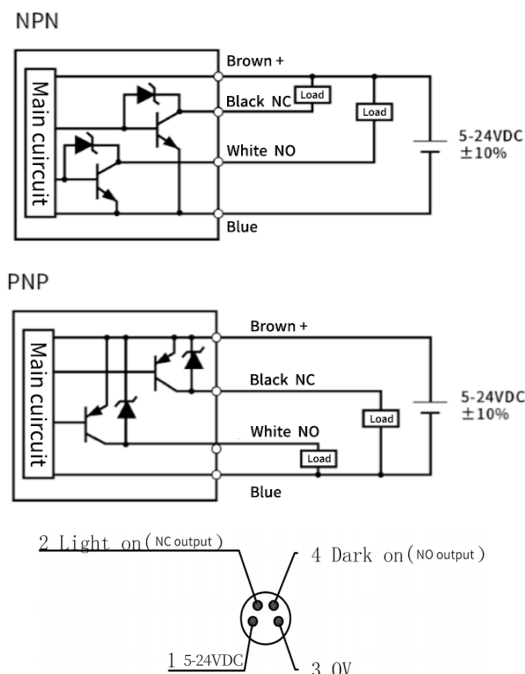 NPN
Brown +
Main cuircuit
Black NC
Load
Load
White NO
5-24VDC
±10%
Blue
PNP
Brown +
Main cuircuit
Black NC
5-24VDC
±10%
Load
White NO
Load
Blue
2 Light on(NC output)
4 Dark on(NO output)
1 5-24VDC
3 0V